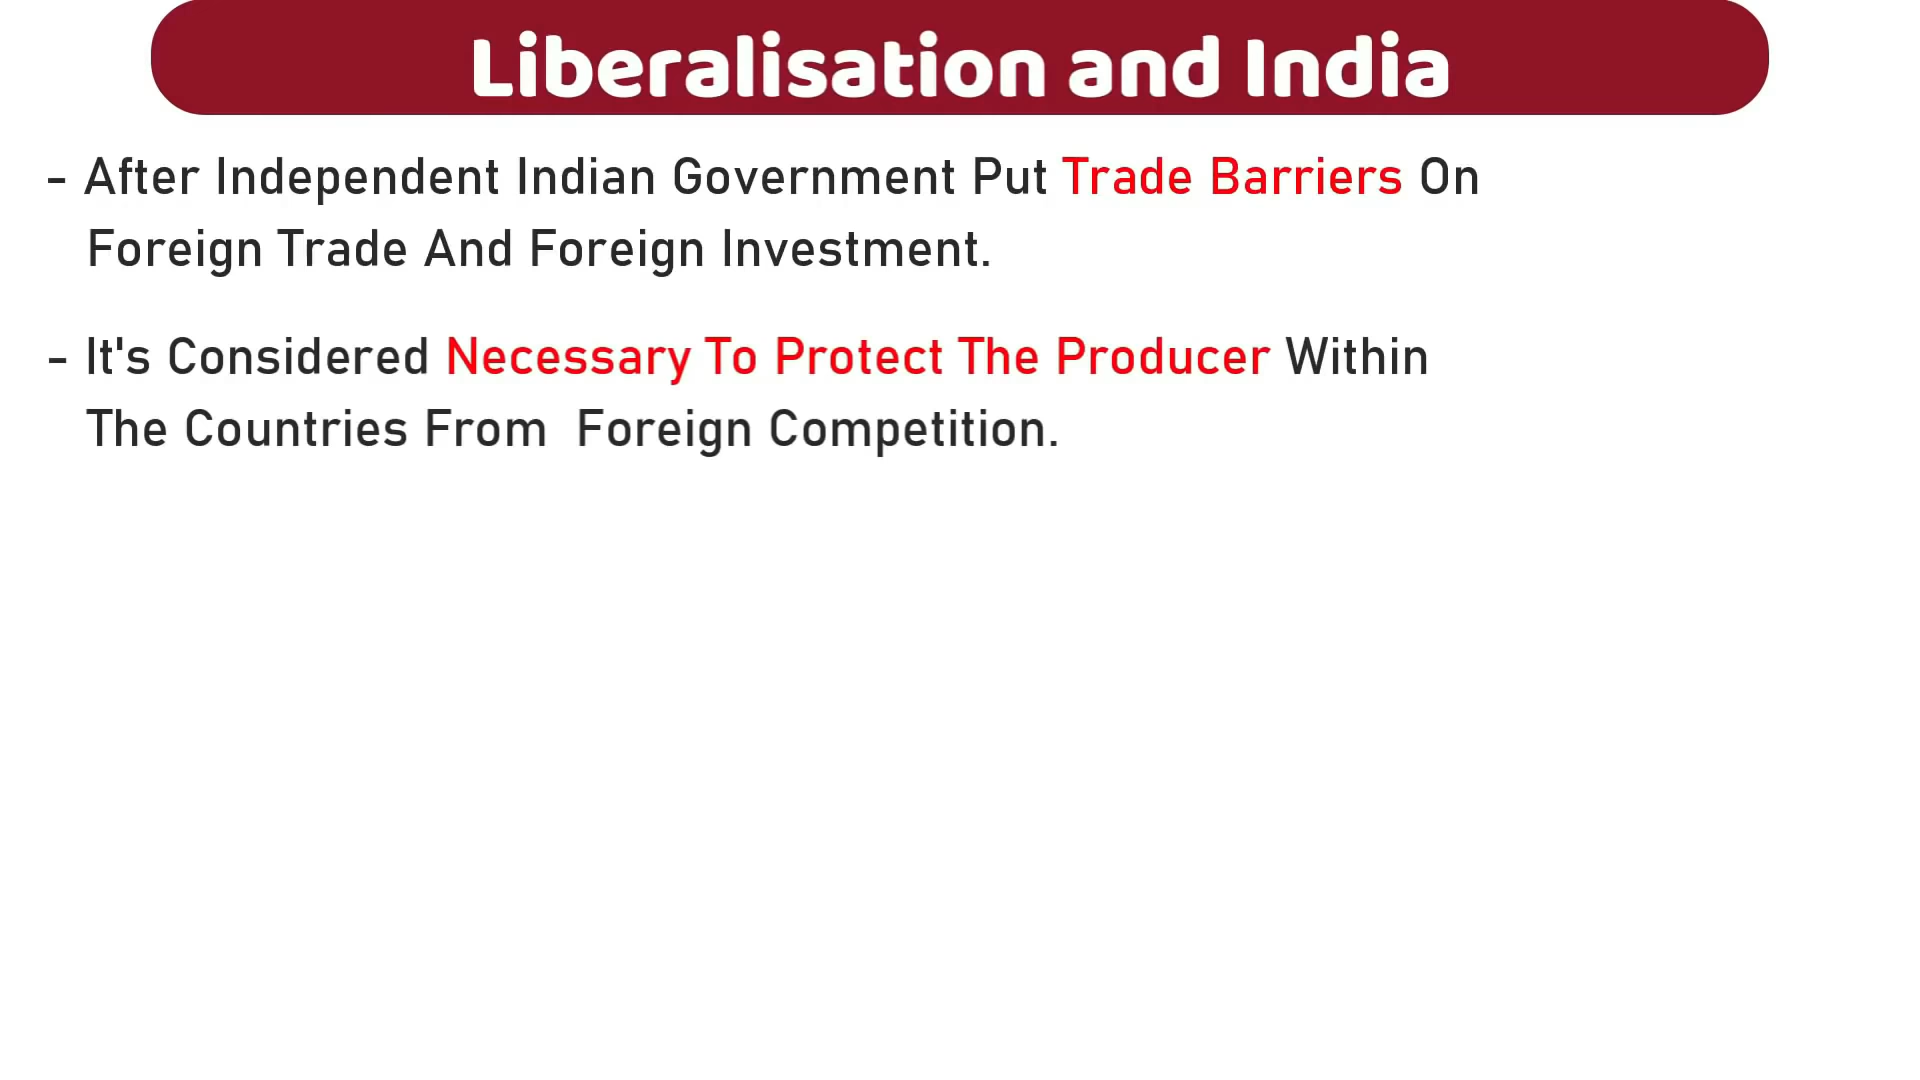 Liberalisation and India
- After Independent Indian Government Put Trade Barriers On
Foreign Trade And Foreign Investment.
- It's Considered Necessary To Protect The Producer Within
The Countries From  Foreign Competition.